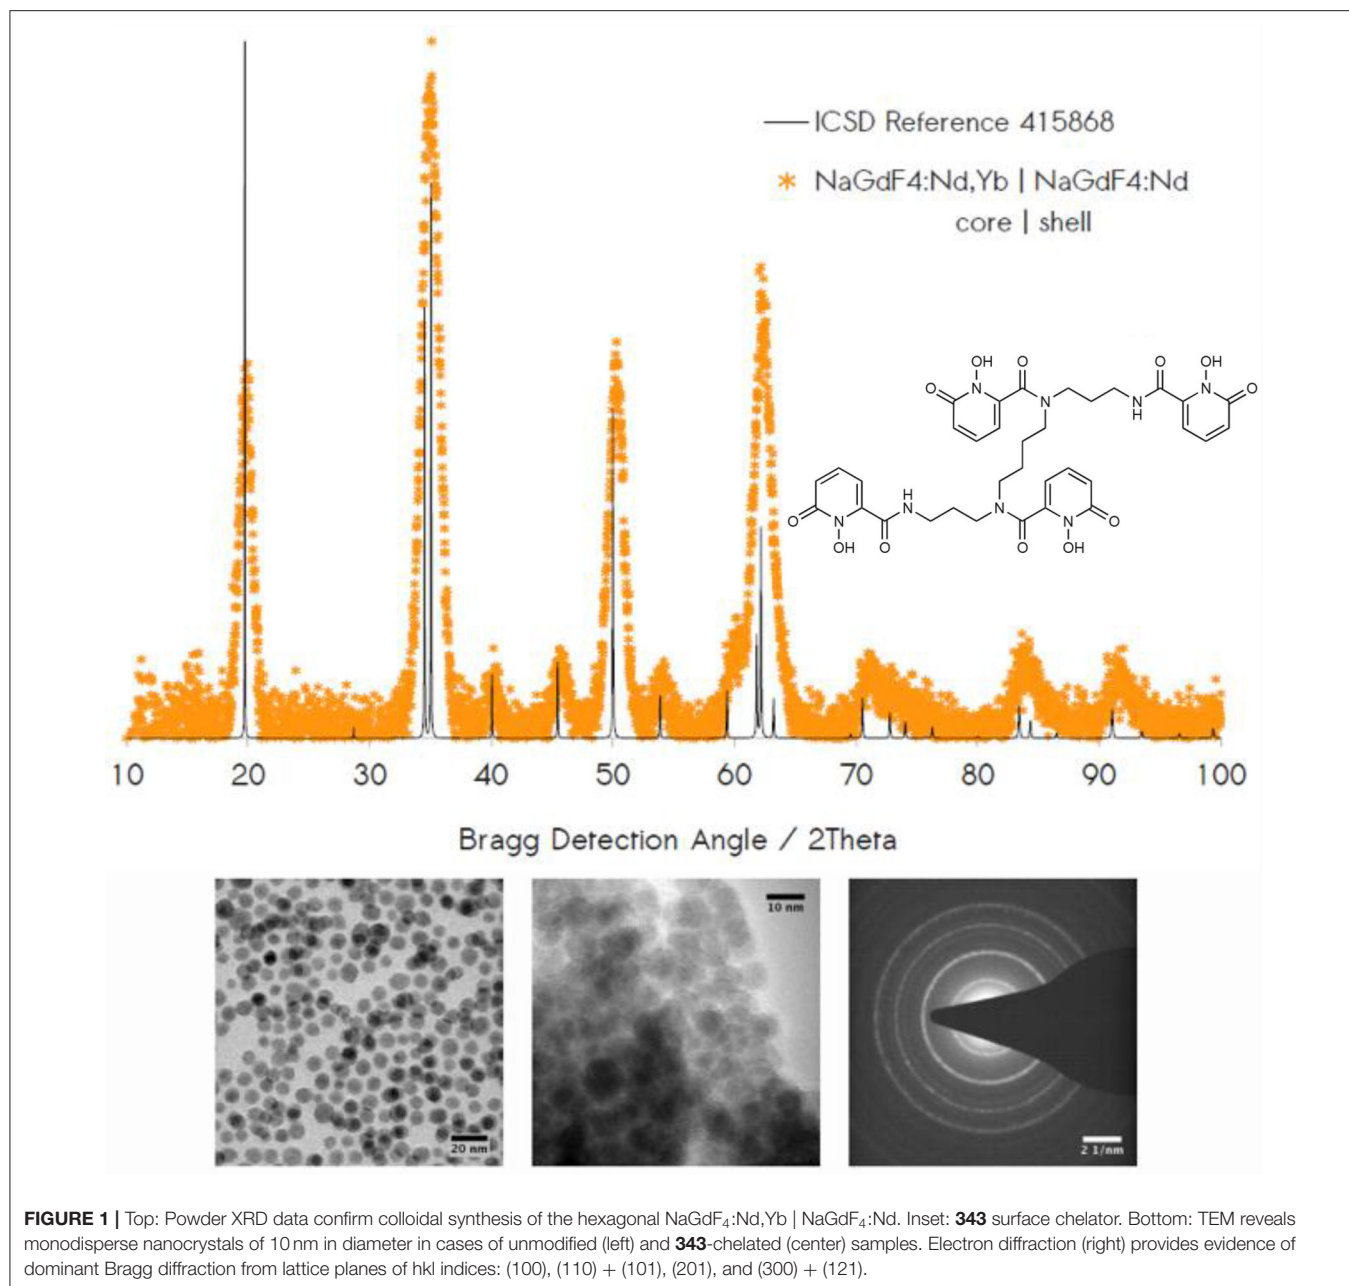 ICSD Reference 415868
NaGdF4:Nd,Yb | NaGdF4:Nd
core | shell
OH
O
OH
O
N
N
O
N
H
N
O
O
H
N
N
O
N
O
N
O
OH
O
OH
10 20 30 40 50 60 70 80 90 100
Bragg Detection Angle / 2Theta
20 nm
10 nm
2 1/nm
FIGURE 1 | Top: Powder XRD data confirm colloidal synthesis of the hexagonal NaGdF₄:Nd,Yb | NaGdF₄:Nd. Inset: 343 surface chelator. Bottom: TEM reveals
monodisperse nanocrystals of 10 nm in diameter in cases of unmodified (left) and 343-chelated (center) samples. Electron diffraction (right) provides evidence of
dominant Bragg diffraction from lattice planes of hkl indices: (100), (110) + (101), (201), and (300) + (121).